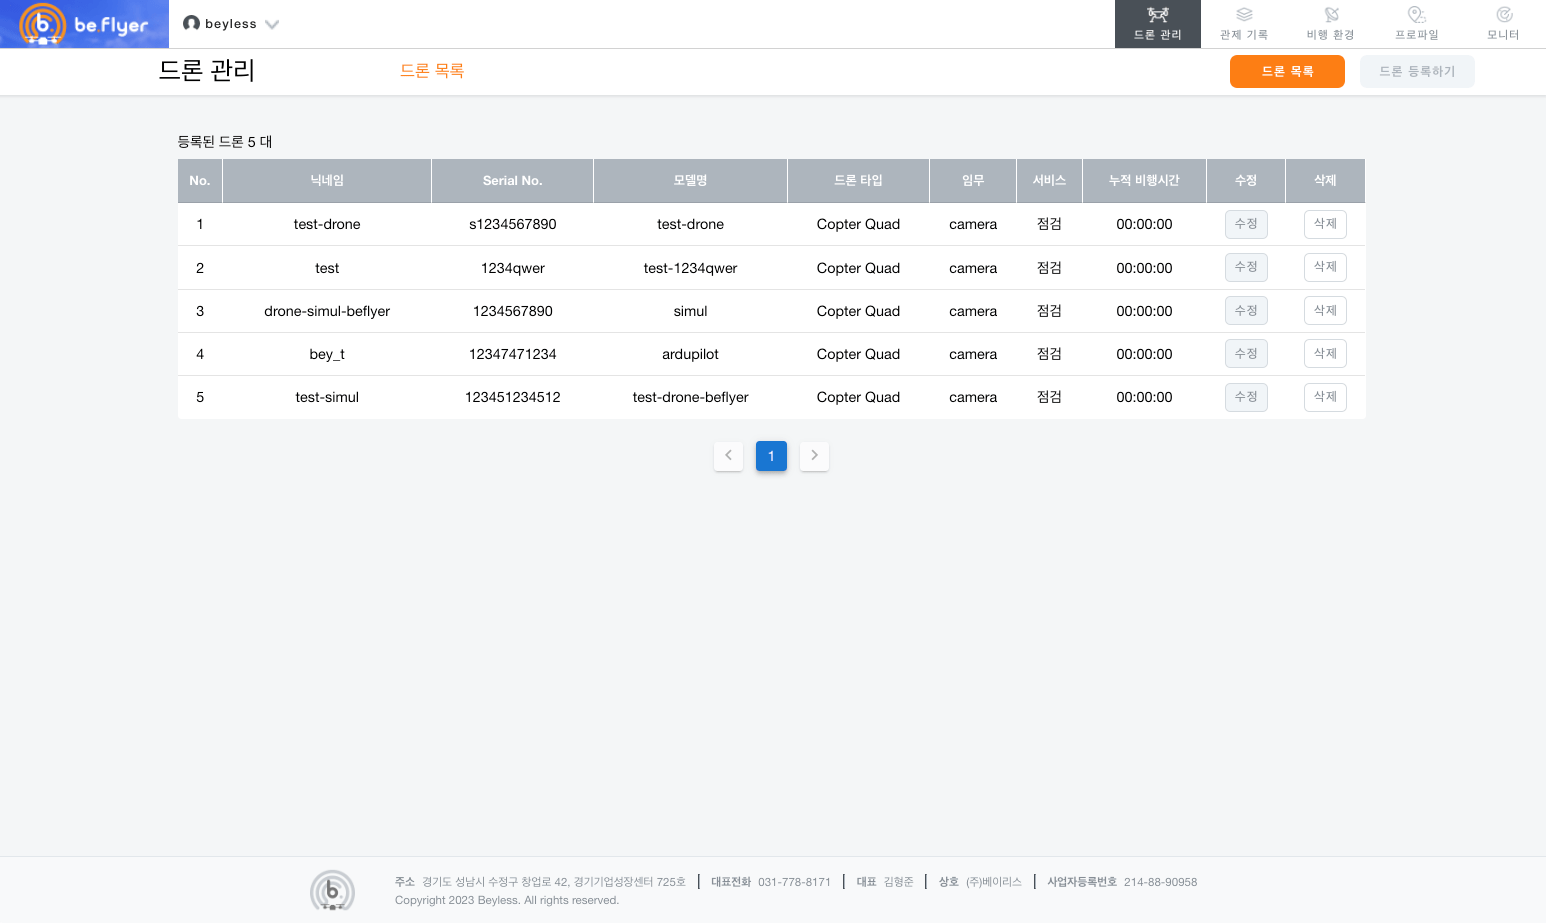 be.flyer beyless 드론 관리 관제 기록 비행 환경 프로파일 모니터
드론 관리 드론 목록 드론 목록 드론 등록하기
등록된 드론 5 대
No. 닉네임 Serial No. 모델명 드론 타입 임무 서비스 누적 비행시간 수정 삭제
1 test-drone s1234567890 test-drone Copter Quad camera 점검 00:00:00 수정 삭제
2 test 1234qwer test-1234qwer Copter Quad camera 점검 00:00:00 수정 삭제
3 drone-simul-beflyer 1234567890 simul Copter Quad camera 점검 00:00:00 수정 삭제
4 bey_t 12347471234 ardupilot Copter Quad camera 점검 00:00:00 수정 삭제
5 test-simul 123451234512 test-drone-beflyer Copter Quad camera 점검 00:00:00 수정 삭제
< 1 >
주소 경기도 성남시 수정구 창업로 42, 경기기업성장센터 725호 | 대표전화 031-778-8171 | 대표 김형준 | 상호 (주)베이리스 | 사업자등록번호 214-88-90958
Copyright 2023 Beyless. All rights reserved.